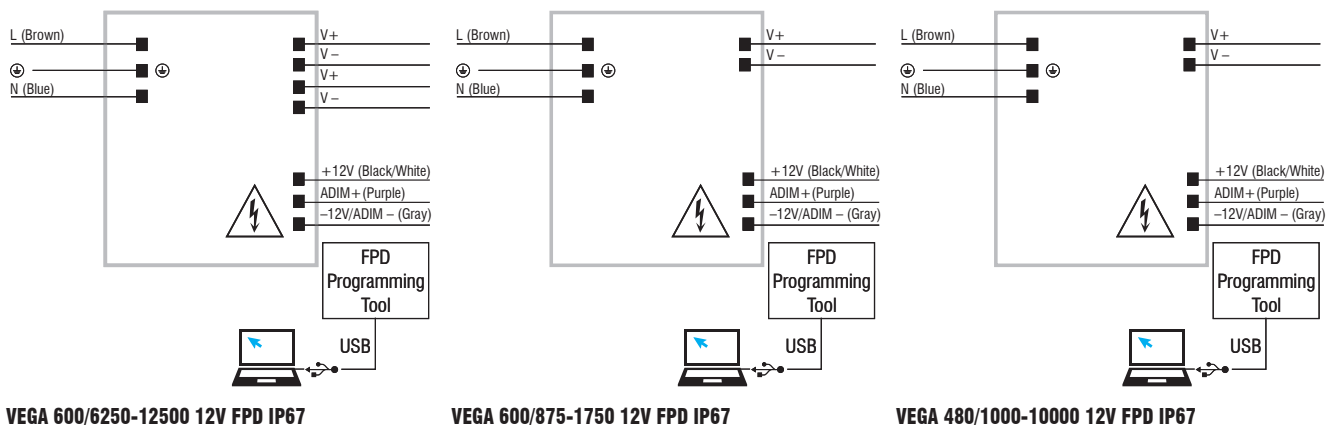 L (Brown)
N (Blue)
V+
V –
V+
V –
+12V (Black/White)
ADIM+(Purple)
–12V/ADIM – (Gray)
FPD
Programming
Tool
USB
VEGA 600/6250-12500 12V FPD IP67
L (Brown)
N (Blue)
V+
V –
+12V (Black/White)
ADIM+(Purple)
–12V/ADIM – (Gray)
FPD
Programming
Tool
USB
VEGA 600/875-1750 12V FPD IP67
L (Brown)
N (Blue)
V+
V –
+12V (Black/White)
ADIM+(Purple)
–12V/ADIM – (Gray)
FPD
Programming
Tool
USB
VEGA 480/1000-10000 12V FPD IP67